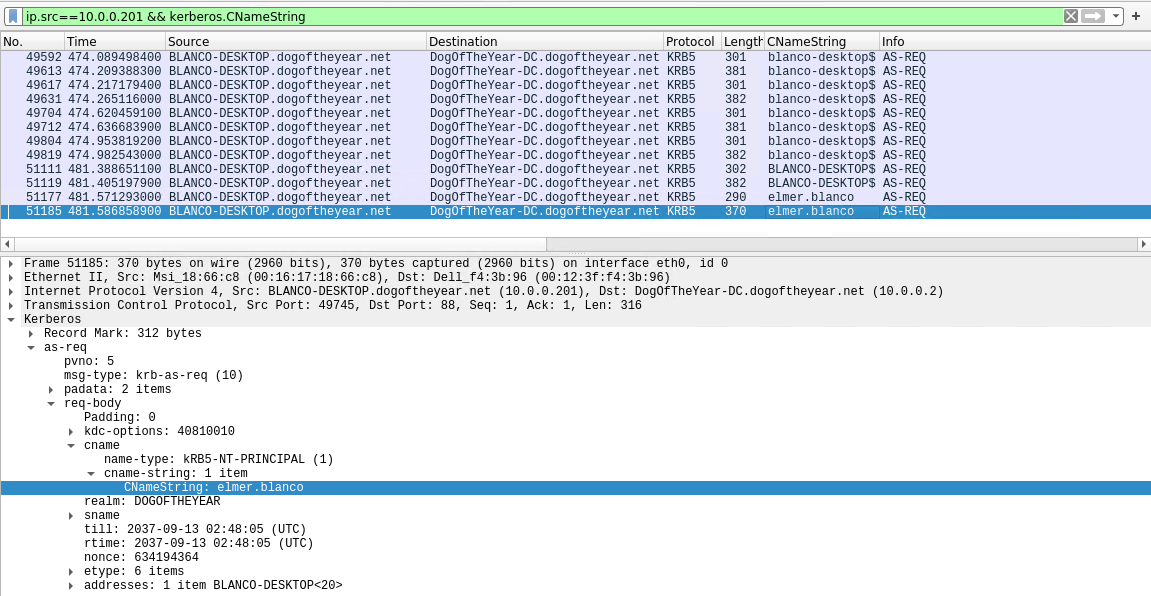 ip.src==10.0.0.201 && kerberos.CNameString
No. Time Source Destination Protocol Length CNameString Info
49592 474.089498400 BLANCO-DESKTOP.dogoftheyear.net DogOfTheYear-DC.dogoftheyear.net KRB5 301 blanco-desktop$ AS-REQ
49613 474.209388300 BLANCO-DESKTOP.dogoftheyear.net DogOfTheYear-DC.dogoftheyear.net KRB5 381 blanco-desktop$ AS-REQ
49617 474.217179400 BLANCO-DESKTOP.dogoftheyear.net DogOfTheYear-DC.dogoftheyear.net KRB5 301 blanco-desktop$ AS-REQ
49631 474.265116000 BLANCO-DESKTOP.dogoftheyear.net DogOfTheYear-DC.dogoftheyear.net KRB5 382 blanco-desktop$ AS-REQ
49704 474.620459100 BLANCO-DESKTOP.dogoftheyear.net DogOfTheYear-DC.dogoftheyear.net KRB5 301 blanco-desktop$ AS-REQ
49712 474.636683900 BLANCO-DESKTOP.dogoftheyear.net DogOfTheYear-DC.dogoftheyear.net KRB5 381 blanco-desktop$ AS-REQ
49804 474.953819200 BLANCO-DESKTOP.dogoftheyear.net DogOfTheYear-DC.dogoftheyear.net KRB5 301 blanco-desktop$ AS-REQ
49819 474.982543000 BLANCO-DESKTOP.dogoftheyear.net DogOfTheYear-DC.dogoftheyear.net KRB5 382 blanco-desktop$ AS-REQ
51111 481.388651100 BLANCO-DESKTOP.dogoftheyear.net DogOfTheYear-DC.dogoftheyear.net KRB5 302 BLANCO-DESKTOP$ AS-REQ
51119 481.405197900 BLANCO-DESKTOP.dogoftheyear.net DogOfTheYear-DC.dogoftheyear.net KRB5 382 BLANCO-DESKTOP$ AS-REQ
51177 481.571293000 BLANCO-DESKTOP.dogoftheyear.net DogOfTheYear-DC.dogoftheyear.net KRB5 290 elmer.blanco AS-REQ
51185 481.586858900 BLANCO-DESKTOP.dogoftheyear.net DogOfTheYear-DC.dogoftheyear.net KRB5 370 elmer.blanco AS-REQ
Frame 51185: 370 bytes on wire (2960 bits), 370 bytes captured (2960 bits) on interface eth0, id 0
Ethernet II, Src: Msi_18:66:c8 (00:16:17:18:66:c8), Dst: Dell_f4:3b:96 (00:12:3f:f4:3b:96)
Internet Protocol Version 4, Src: BLANCO-DESKTOP.dogoftheyear.net (10.0.0.201), Dst: DogOfTheYear-DC.dogoftheyear.net (10.0.0.2)
Transmission Control Protocol, Src Port: 49745, Dst Port: 88, Seq: 1, Ack: 1, Len: 316
Kerberos
Record Mark: 312 bytes
as-req
pvno: 5
msg-type: krb-as-req (10)
padata: 2 items
req-body
Padding: 0
kdc-options: 40810010
cname
name-type: kRB5-NT-PRINCIPAL (1)
cname-string: 1 item
CNameString: elmer.blanco
realm: DOGOFTHEYEAR
sname
till: 2037-09-13 02:48:05 (UTC)
rtime: 2037-09-13 02:48:05 (UTC)
nonce: 634194364
etype: 6 items
addresses: 1 item BLANCO-DESKTOP<20>